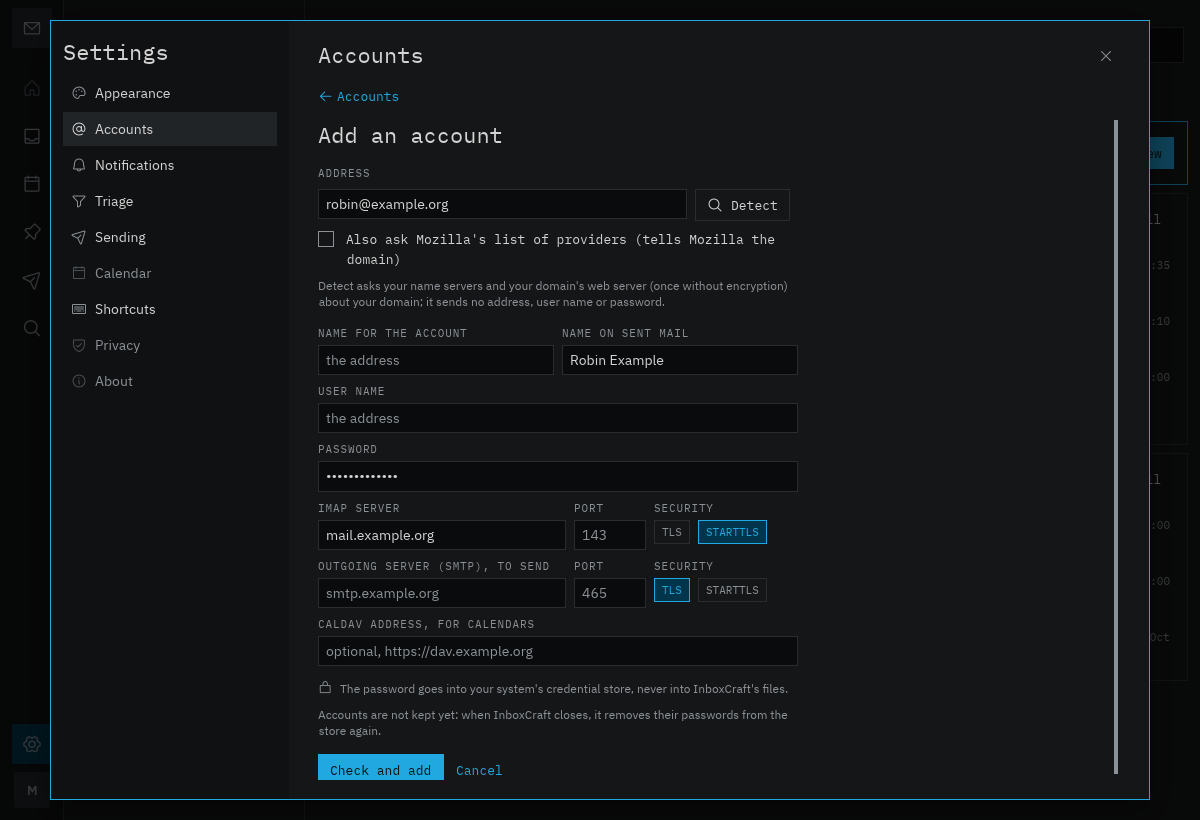 Settings
Appearance
Accounts
Notifications
Triage
Sending
Calendar
Shortcuts
Privacy
About
M
Accounts
← Accounts
Add an account
ADDRESS
robin@example.org
Detect
Also ask Mozilla's list of providers (tells Mozilla the
domain)
Detect asks your name servers and your domain's web server (once without encryption)
about your domain; it sends no address, user name or password.
NAME FOR THE ACCOUNT NAME ON SENT MAIL
the address Robin Example
USER NAME
the address
PASSWORD
•••••••••••••
IMAP SERVER PORT SECURITY
mail.example.org 143 TLS STARTTLS
OUTGOING SERVER (SMTP), TO SEND PORT SECURITY
smtp.example.org 465 TLS STARTTLS
CALDAV ADDRESS, FOR CALENDARS
optional, https://dav.example.org
The password goes into your system's credential store, never into InboxCraft's files.
Accounts are not kept yet: when InboxCraft closes, it removes their passwords from the
store again.
Check and add Cancel
:35
:10
:00
:00
:00
Oct